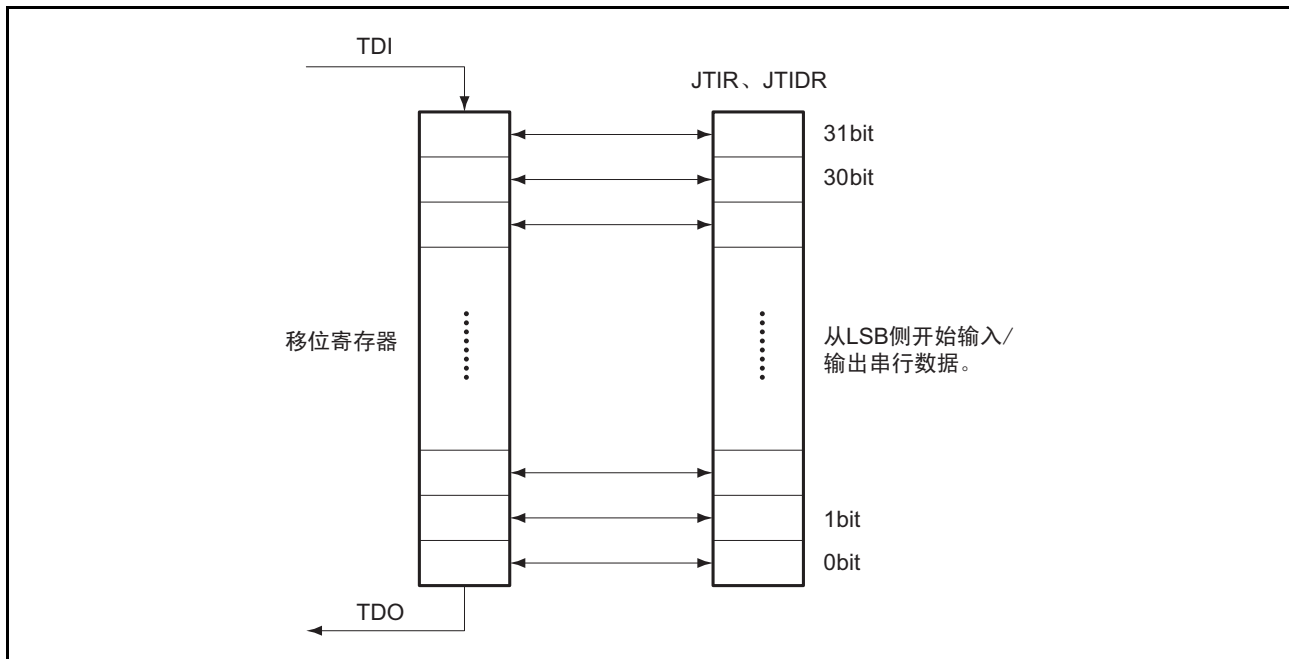 TDI
JTIR、JTIDR
31bit
30bit
移位寄存器
从LSB侧开始输入/
输出串行数据。
1bit
0bit
TDO